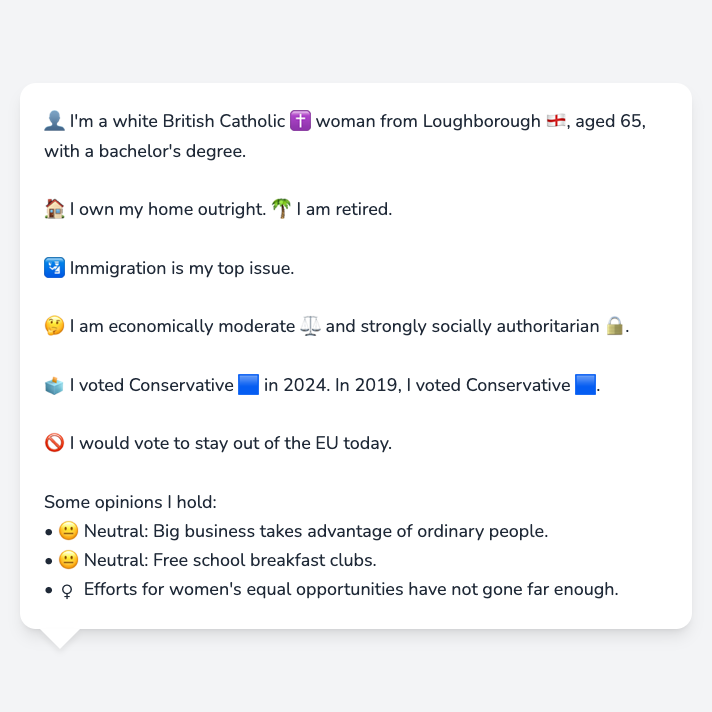 👤 I'm a white British Catholic ✝️ woman from Loughborough 🏴󠁧󠁢󠁥󠁮󠁧󠁿, aged 65,
with a bachelor's degree.
🏠 I own my home outright. 🌴 I am retired.
🛂 Immigration is my top issue.
🤔 I am economically moderate ⚖️ and strongly socially authoritarian 🔒.
🗳️ I voted Conservative 🟦 in 2024. In 2019, I voted Conservative 🟦.
🚫 I would vote to stay out of the EU today.
Some opinions I hold:
• 😐 Neutral: Big business takes advantage of ordinary people.
• 😐 Neutral: Free school breakfast clubs.
• ♀ Efforts for women's equal opportunities have not gone far enough.